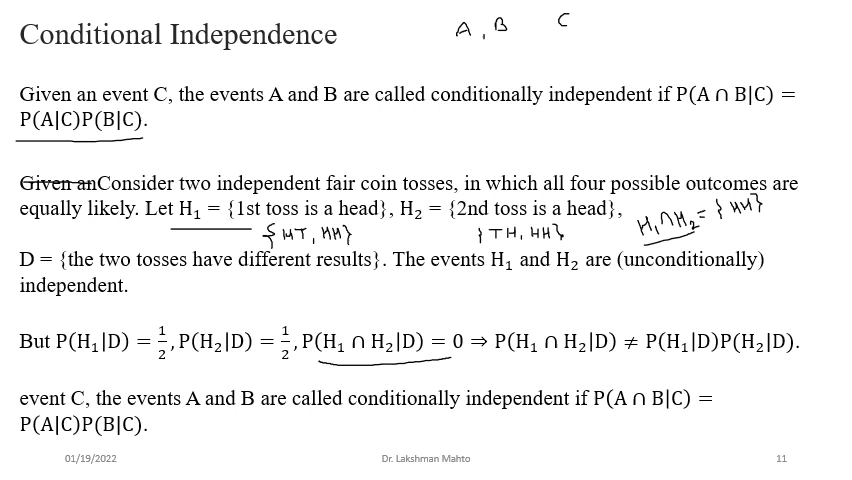 Conditional Independence
A , B C
Given an event C, the events A and B are called conditionally independent if P(A ∩ B|C) =
P(A|C)P(B|C).
Given anConsider two independent fair coin tosses, in which all four possible outcomes are
equally likely. Let H₁ = {1st toss is a head}, H₂ = {2nd toss is a head},
H₁∩H₂ = {HH}
{HT, HH} {TH, HH}
D = {the two tosses have different results}. The events H₁ and H₂ are (unconditionally)
independent.
But P(H₁|D) = 1/2, P(H₂|D) = 1/2, P(H₁ ∩ H₂|D) = 0 ⇒ P(H₁ ∩ H₂|D) ≠ P(H₁|D)P(H₂|D).
event C, the events A and B are called conditionally independent if P(A ∩ B|C) =
P(A|C)P(B|C).
01/19/2022 Dr. Lakshman Mahto 11